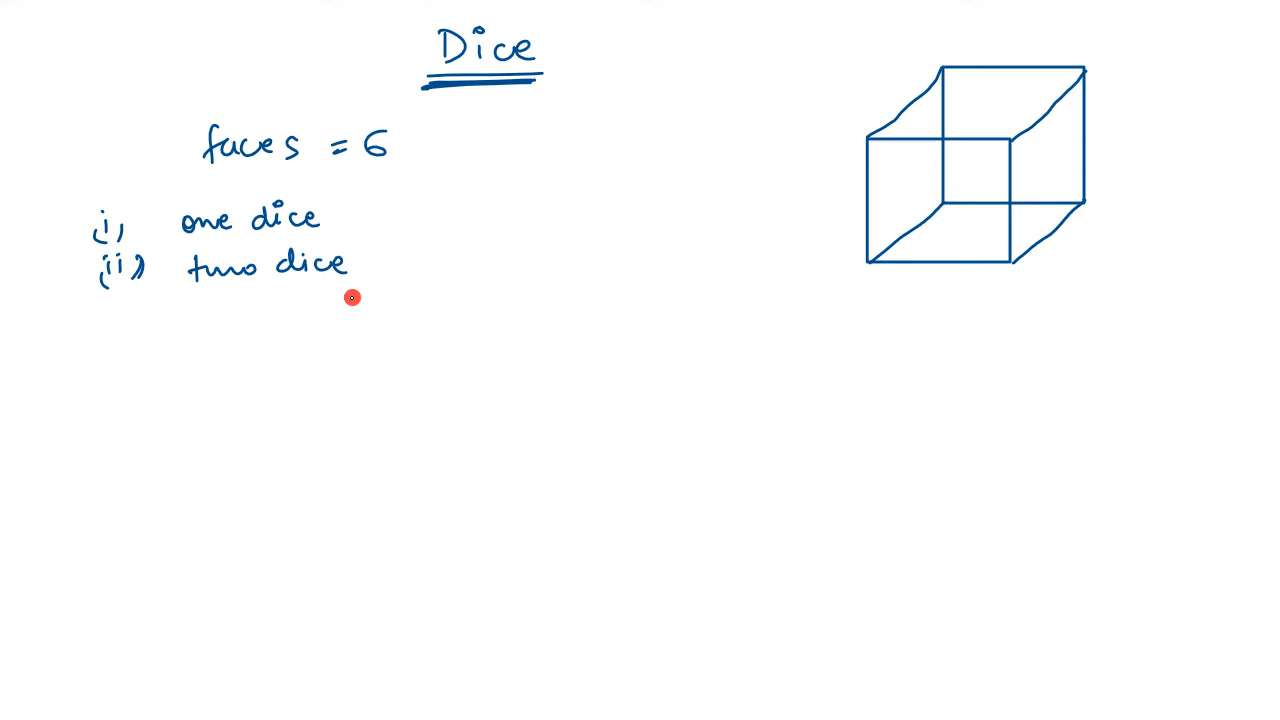 Dice
faces = 6
(i) one dice
(ii) two dice